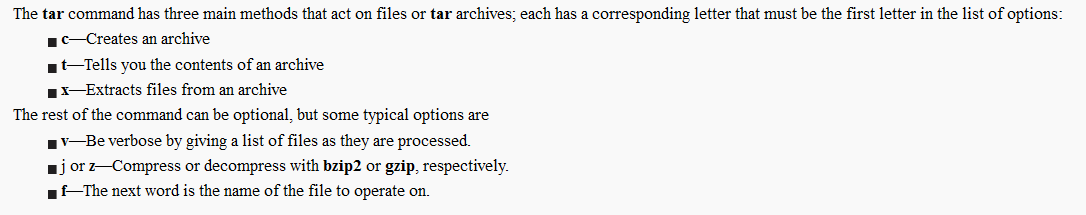 The tar command has three main methods that act on files or tar archives; each has a corresponding letter that must be the first letter in the list of options:
■ c—Creates an archive
■ t—Tells you the contents of an archive
■ x—Extracts files from an archive
The rest of the command can be optional, but some typical options are
■ v—Be verbose by giving a list of files as they are processed.
■ j or z—Compress or decompress with bzip2 or gzip, respectively.
■ f—The next word is the name of the file to operate on.